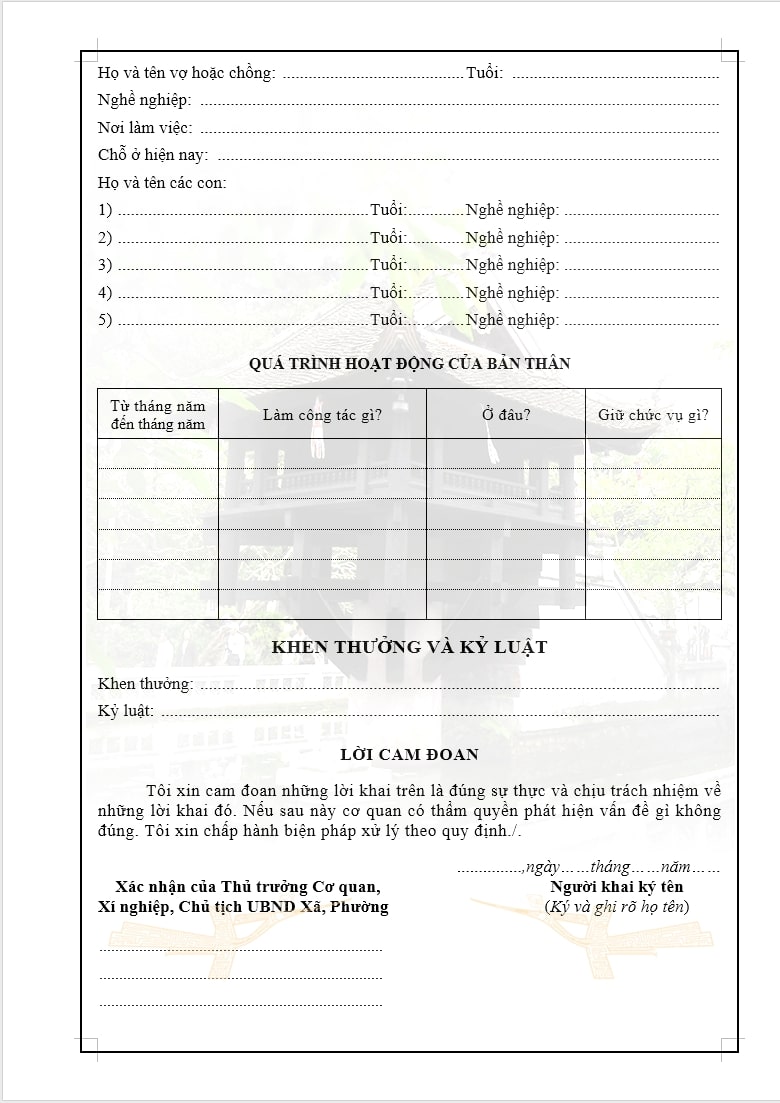 Họ và tên vợ hoặc chồng: ........................................ Tuổi: ........................................
Nghề nghiệp: ........................................
Nơi làm việc: ........................................
Chỗ ở hiện nay: ........................................
Họ và tên các con:
1) ........................................ Tuổi:............ Nghề nghiệp: ..............................
2) ........................................ Tuổi:............ Nghề nghiệp: ..............................
3) ........................................ Tuổi:............ Nghề nghiệp: ..............................
4) ........................................ Tuổi:............ Nghề nghiệp: ..............................
5) ........................................ Tuổi:............ Nghề nghiệp: ..............................
QUÁ TRÌNH HOẠT ĐỘNG CỦA BẢN THÂN
Từ tháng năm
đến tháng năm
Làm công tác gì?
Ở đâu?
Giữ chức vụ gì?
KHEN THƯỞNG VÀ KỶ LUẬT
Khen thưởng: ........................................
Kỷ luật: ........................................
LỜI CAM ĐOAN
Tôi xin cam đoan những lời khai trên là đúng sự thực và chịu trách nhiệm về
những lời khai đó. Nếu sau này cơ quan có thẩm quyền phát hiện vấn đề gì không
đúng. Tôi xin chấp hành biện pháp xử lý theo quy định./.
...............,ngày……tháng……năm……
Xác nhận của Thủ trưởng Cơ quan,
Xí nghiệp, Chủ tịch UBND Xã, Phường
Người khai ký tên
(Ký và ghi rõ họ tên)
........................................
........................................
........................................